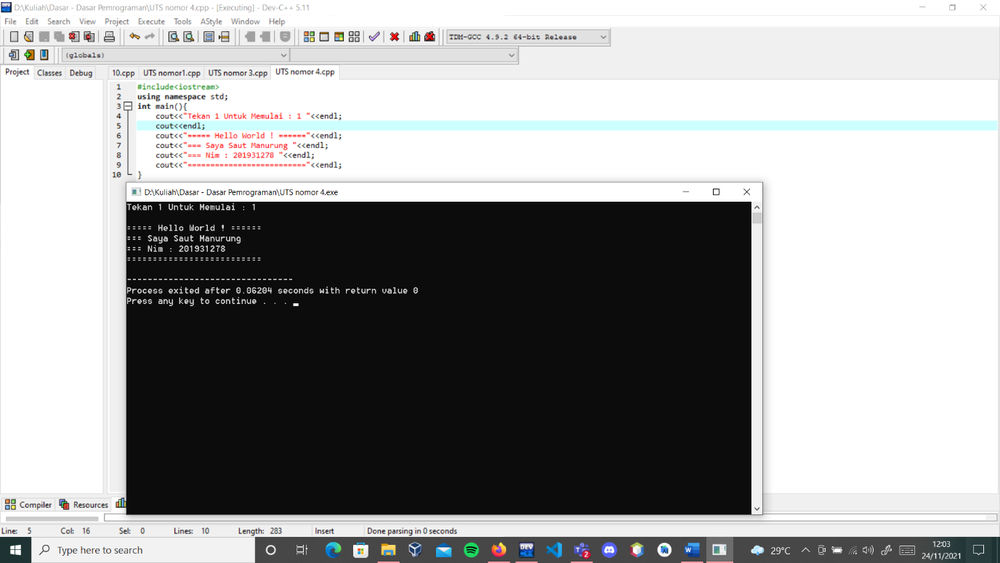 D:\Kuliah\Dasar - Dasar Pemrograman\UTS nomor 4.cpp - [Executing] - Dev-C++ 5.11
File Edit Search View Project Execute Tools AStyle Window Help
TDM-GCC 4.9.2 64-bit Release
(globals)
Project Classes Debug 10.cpp UTS nomor1.cpp UTS nomor 3.cpp UTS nomor 4.cpp
1 #include<iostream>
2 using namespace std;
3 int main(){
4 cout<<"Tekan 1 Untuk Memulai : 1 "<<endl;
5 cout<<endl;
6 cout<<"===== Hello World ! ======"<<endl;
7 cout<<"=== Saya Saut Manurung "<<endl;
8 cout<<"=== Nim : 201931278 "<<endl;
9 cout<<"=========================="<<endl;
10 }
D:\Kuliah\Dasar - Dasar Pemrograman\UTS nomor 4.exe
Tekan 1 Untuk Memulai : 1
===== Hello World ! ======
=== Saya Saut Manurung
=== Nim : 201931278
==========================
--------------------------------
Process exited after 0.06204 seconds with return value 0
Press any key to continue . . .
Compiler Resources
Line: 5 Col: 16 Sel: 0 Lines: 10 Length: 283 Insert Done parsing in 0 seconds
Type here to search DEV 2 29°C 12:03
24/11/2021